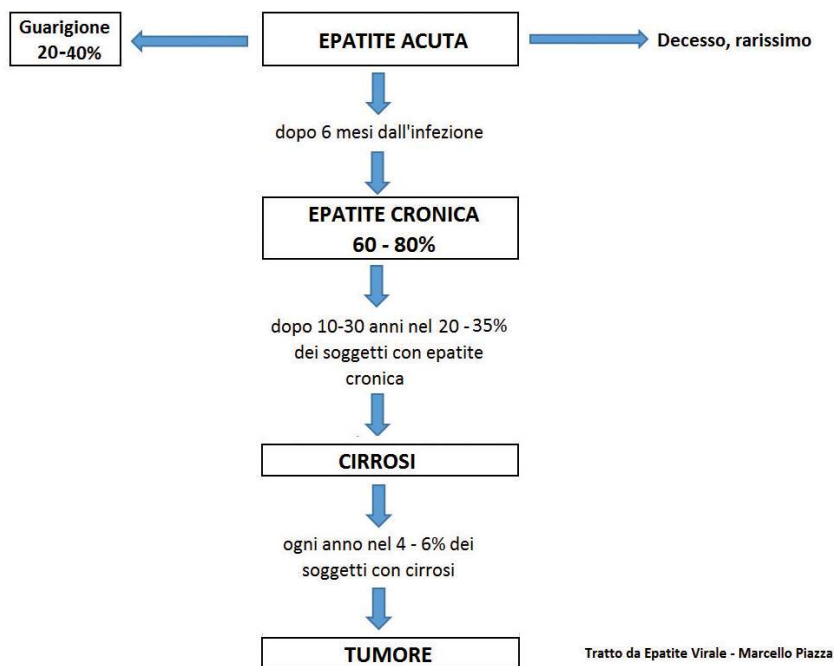 Guarigione
20-40%
EPATITE ACUTA
Decesso, rarissimo
dopo 6 mesi dall'infezione
EPATITE CRONICA
60 - 80%
dopo 10-30 anni nel 20 - 35%
dei soggetti con epatite
cronica
CIRROSI
ogni anno nel 4 - 6% dei
soggetti con cirrosi
TUMORE
Tratto da Epatite Virale - Marcello Piazza